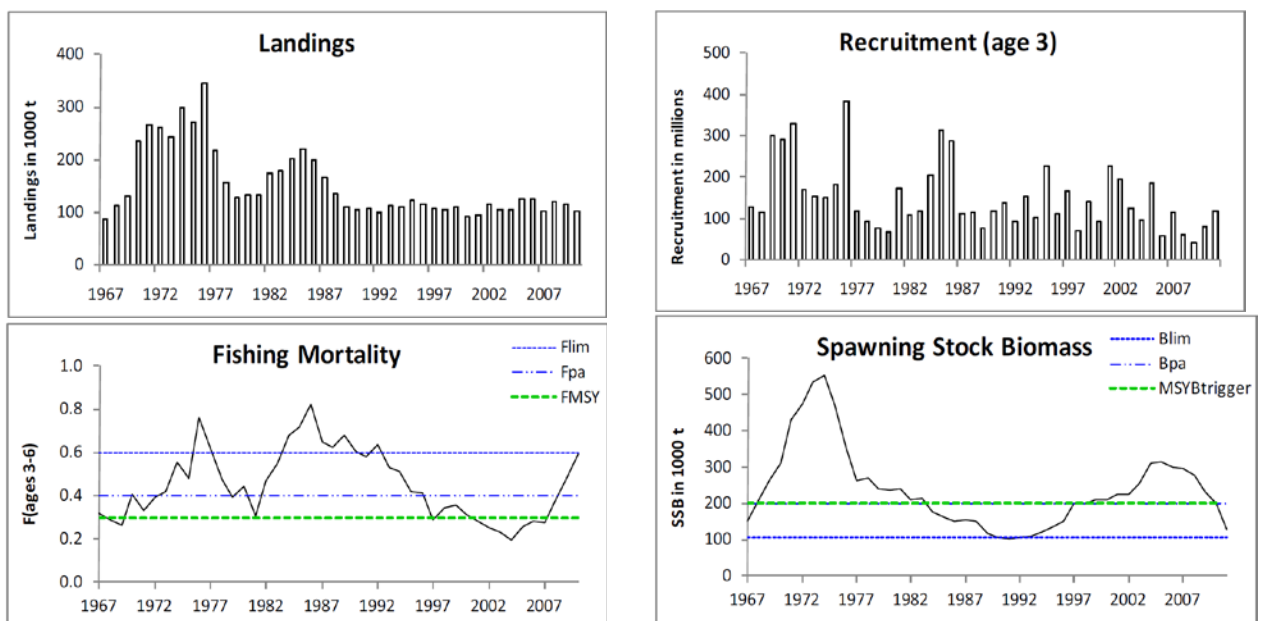 Landings
Landings in 1000 t
400
300
200
100
0
1967 1972 1977 1982 1987 1992 1997 2002 2007
Recruitment (age 3)
Recruitment in millions
500
400
300
200
100
0
1967 1972 1977 1982 1987 1992 1997 2002 2007
Fishing Mortality
Flim
Fpa
FMSY
F(ages 3-6)
1.0
0.8
0.6
0.4
0.2
0.0
1967 1972 1977 1982 1987 1992 1997 2002 2007
Spawning Stock Biomass
Blim
Bpa
MSYBtrigger
SSB in 1000 t
600
500
400
300
200
100
0
1967 1972 1977 1982 1987 1992 1997 2002 2007